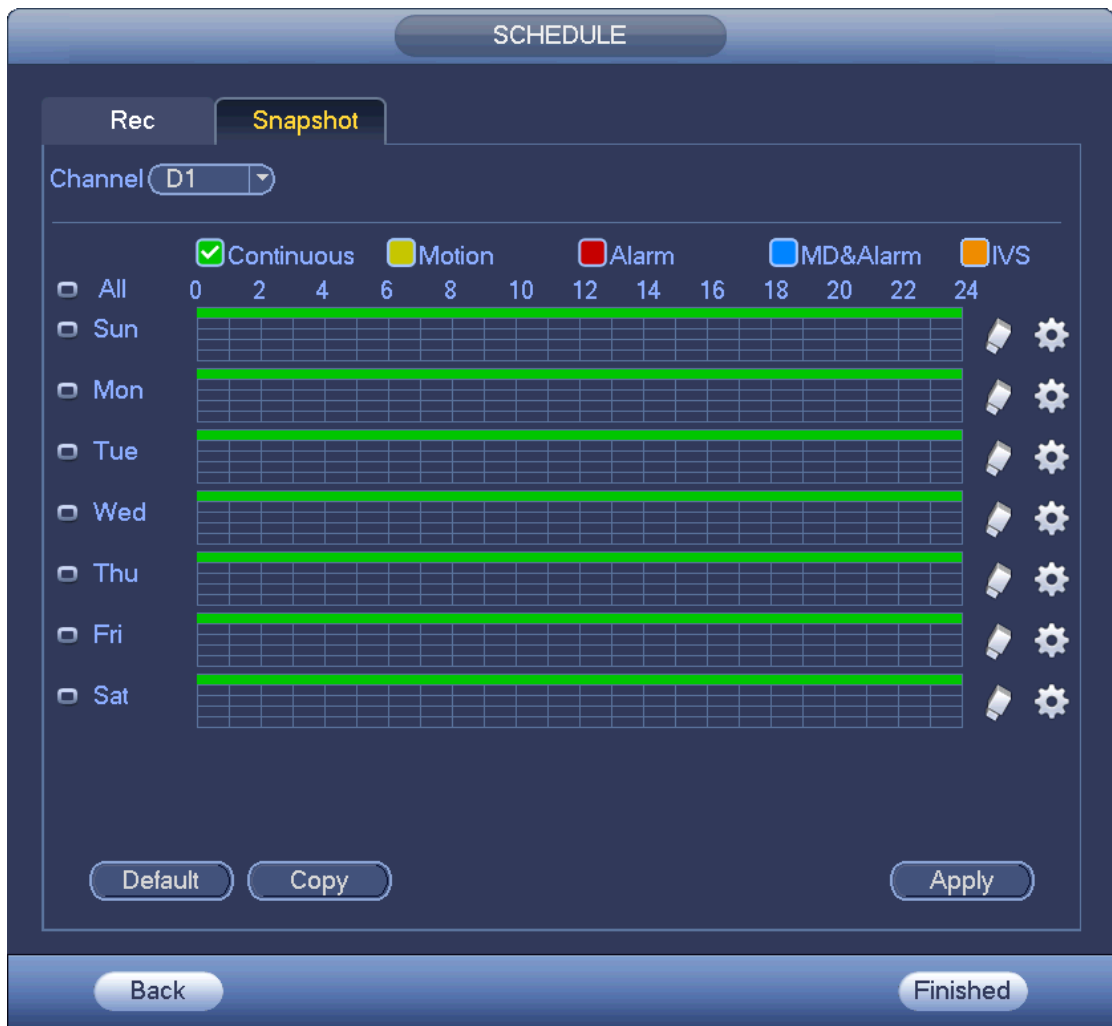 SCHEDULE
Rec Snapshot
Channel D1
Continuous Motion Alarm MD&Alarm IVS
All 0 2 4 6 8 10 12 14 16 18 20 22 24
Sun
Mon
Tue
Wed
Thu
Fri
Sat
Default Copy Apply
Back Finished